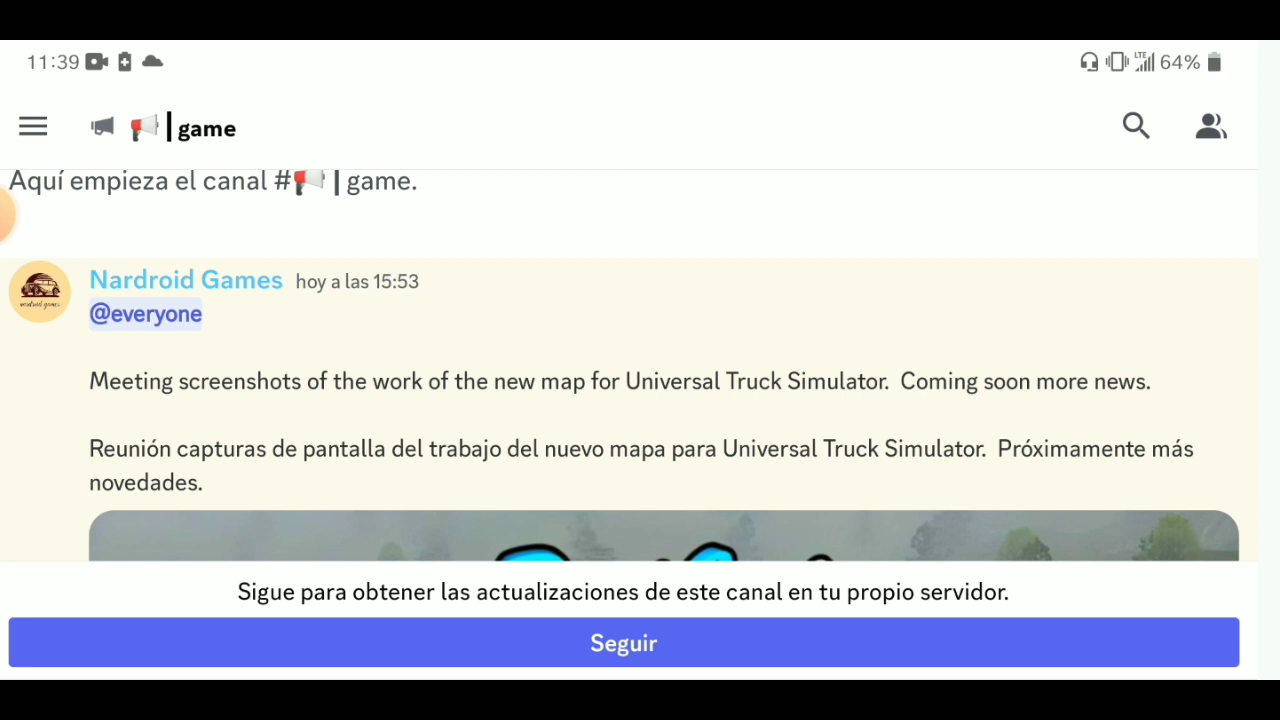 11:39
LTE 64%
game
Aquí empieza el canal # | game.
Nardroid Games hoy a las 15:53
@everyone
Meeting screenshots of the work of the new map for Universal Truck Simulator.  Coming soon more news.
Reunión capturas de pantalla del trabajo del nuevo mapa para Universal Truck Simulator.  Próximamente más
novedades.
Sigue para obtener las actualizaciones de este canal en tu propio servidor.
Seguir